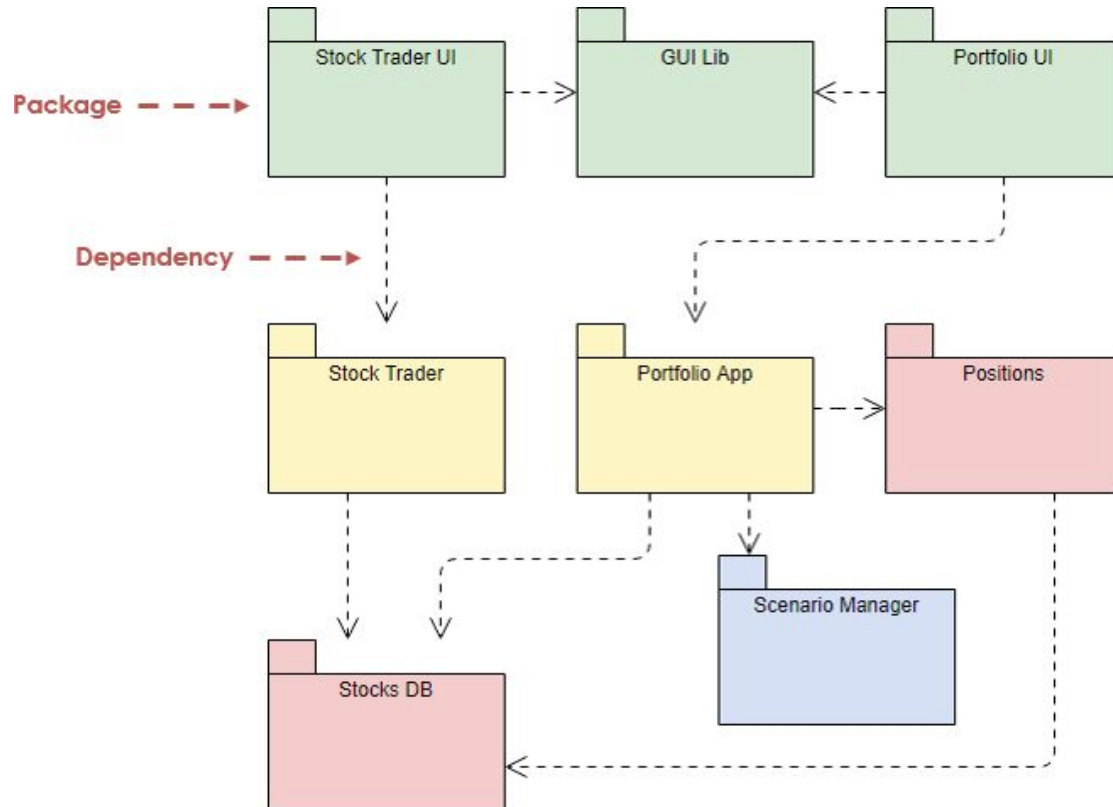 Stock Trader UI
GUI Lib
Portfolio UI
Package
Dependency
Stock Trader
Portfolio App
Positions
Scenario Manager
Stocks DB